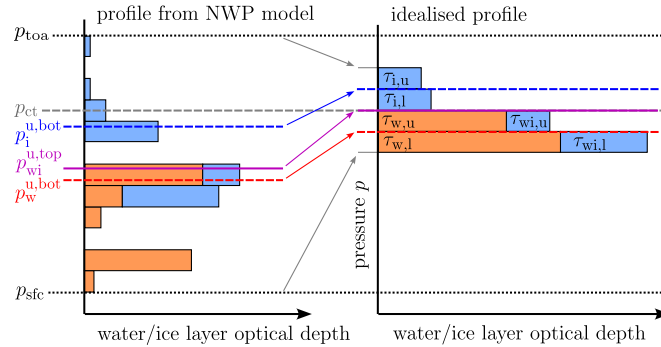 profile from NWP model
idealised profile
p_toa
p_ct
p_i^{u,bot}
p_wi^{u,top}
p_w^{u,bot}
p_sfc
τ_i,u
τ_i,l
τ_w,u
τ_wi,u
τ_w,l
τ_wi,l
pressure p
water/ice layer optical depth
water/ice layer optical depth